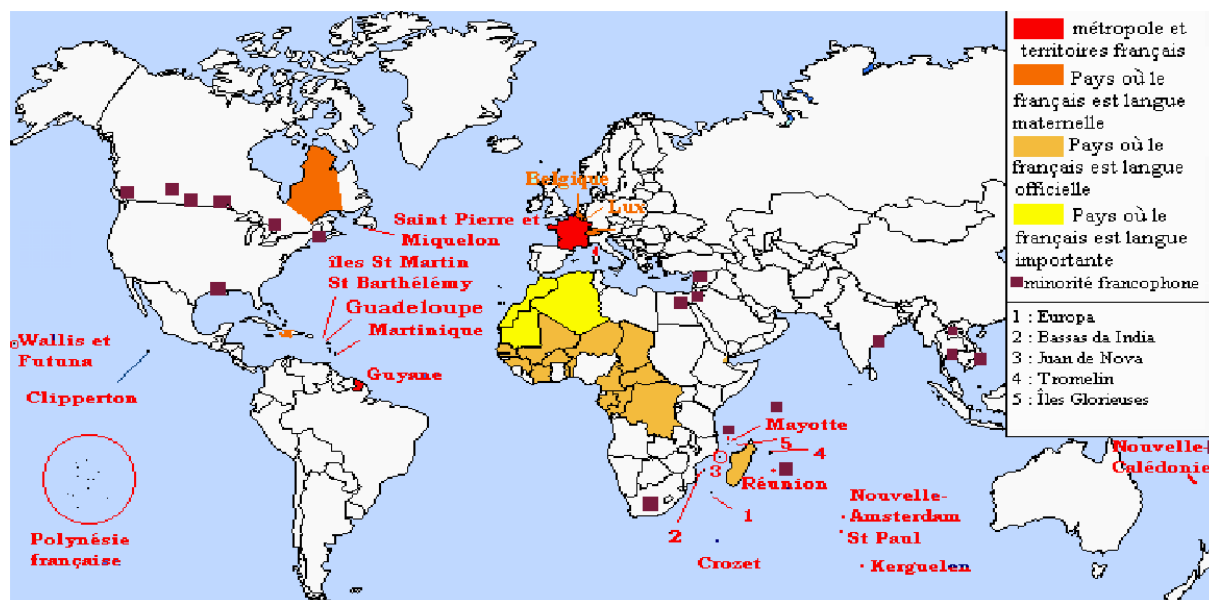 métropole et
territoires français
Pays où le
français est langue
maternelle
Pays où le
français est langue
officielle
Pays où le
français est langue
importante
minorité francophone
1 : Europa
2 : Bassas da India
3 : Juan de Nova
4 : Tromelin
5 : Îles Glorieuses
Belgique
Lux
Saint Pierre et
Miquelon
îles St Martin
St Barthélémy
Guadeloupe
Martinique
Wallis et
Futuna
Clipperton
Guyane
Mayotte
5
4
3
Réunion
1
2
Nouvelle-
Amsterdam
St Paul
Crozet
Kerguelen
Nouvelle-
Calédonie
Polynésie
française